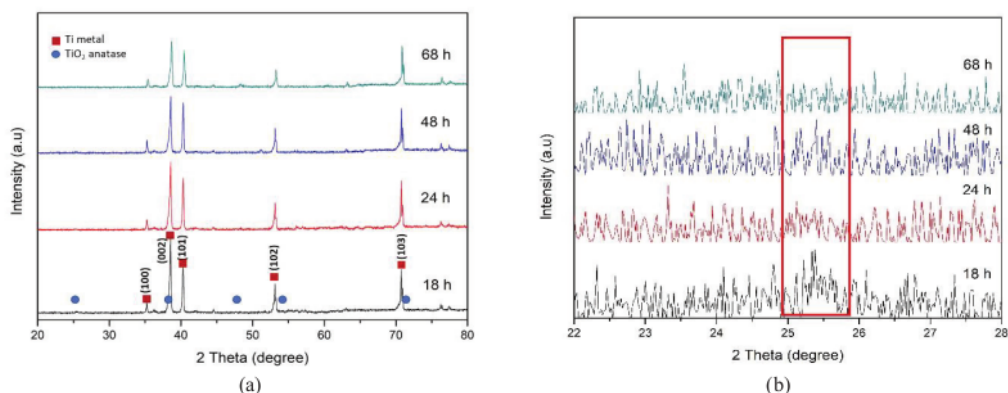 Ti metal
TiO₂ anatase
68 h
48 h
24 h
18 h
(100)
(002)
(101)
(102)
(103)
Intensity (a.u)
20 30 40 50 60 70 80
2 Theta (degree)
(a)
68 h
48 h
24 h
18 h
Intensity (a.u)
22 23 24 25 26 27 28
2 Theta (degree)
(b)